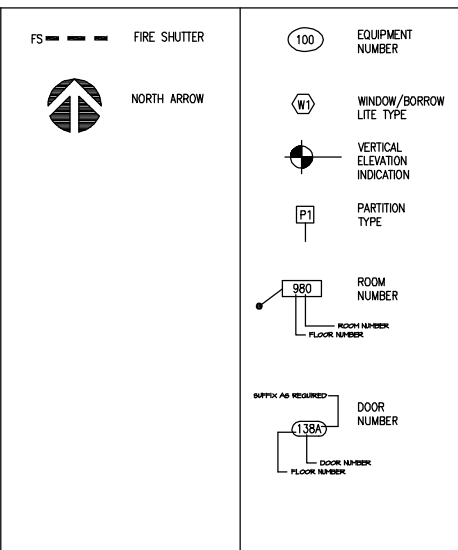 FS
FIRE SHUTTER
NORTH ARROW
100
EQUIPMENT
NUMBER
W1
WINDOW/BORROW
LITE TYPE
VERTICAL
ELEVATION
INDICATION
P1
PARTITION
TYPE
980
ROOM
NUMBER
ROOM NUMBER
FLOOR NUMBER
SUFFIX AS REQUIRED
138A
DOOR
NUMBER
DOOR NUMBER
FLOOR NUMBER